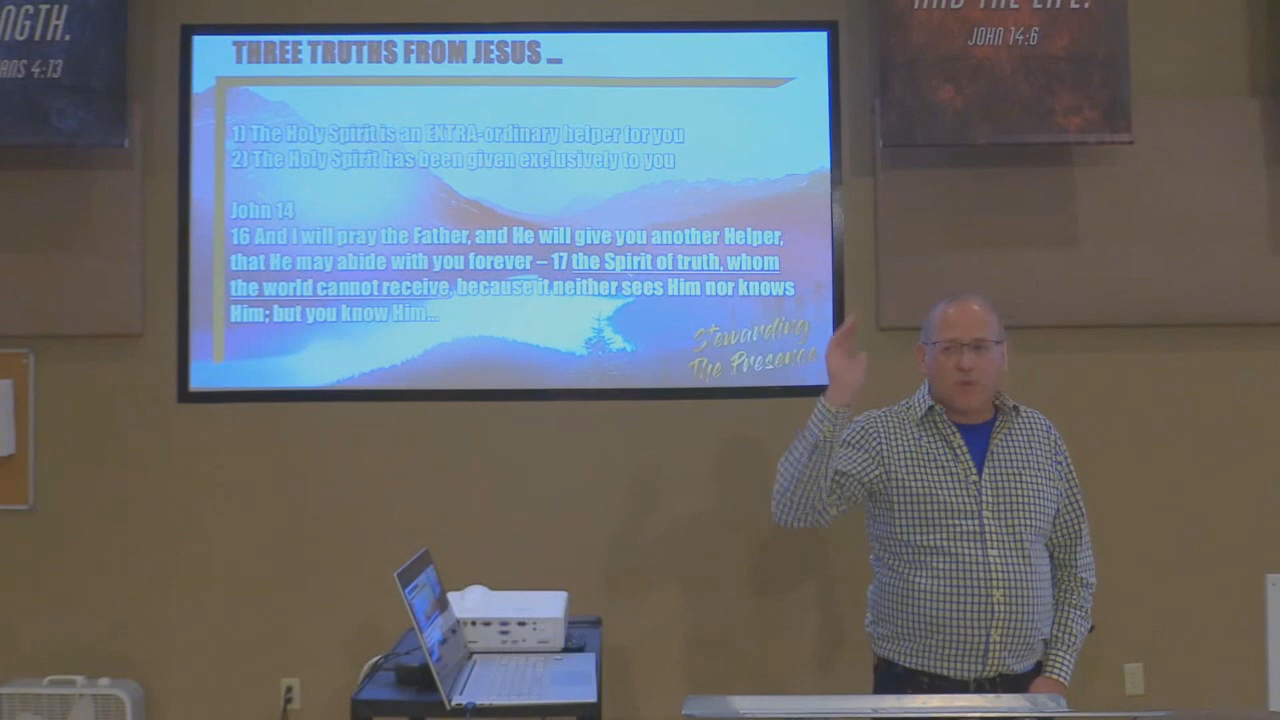 NGTH.
ANS 4:13
AND THE LIFE.
JOHN 14:6
THREE TRUTHS FROM JESUS ...
1) The Holy Spirit is an EXTRA-ordinary helper for you
2) The Holy Spirit has been given exclusively to you
John 14
16 And I will pray the Father, and He will give you another Helper,
that He may abide with you forever – 17 the Spirit of truth, whom
the world cannot receive, because it neither sees Him nor knows
Him; but you know Him...
Stewarding
The Presence